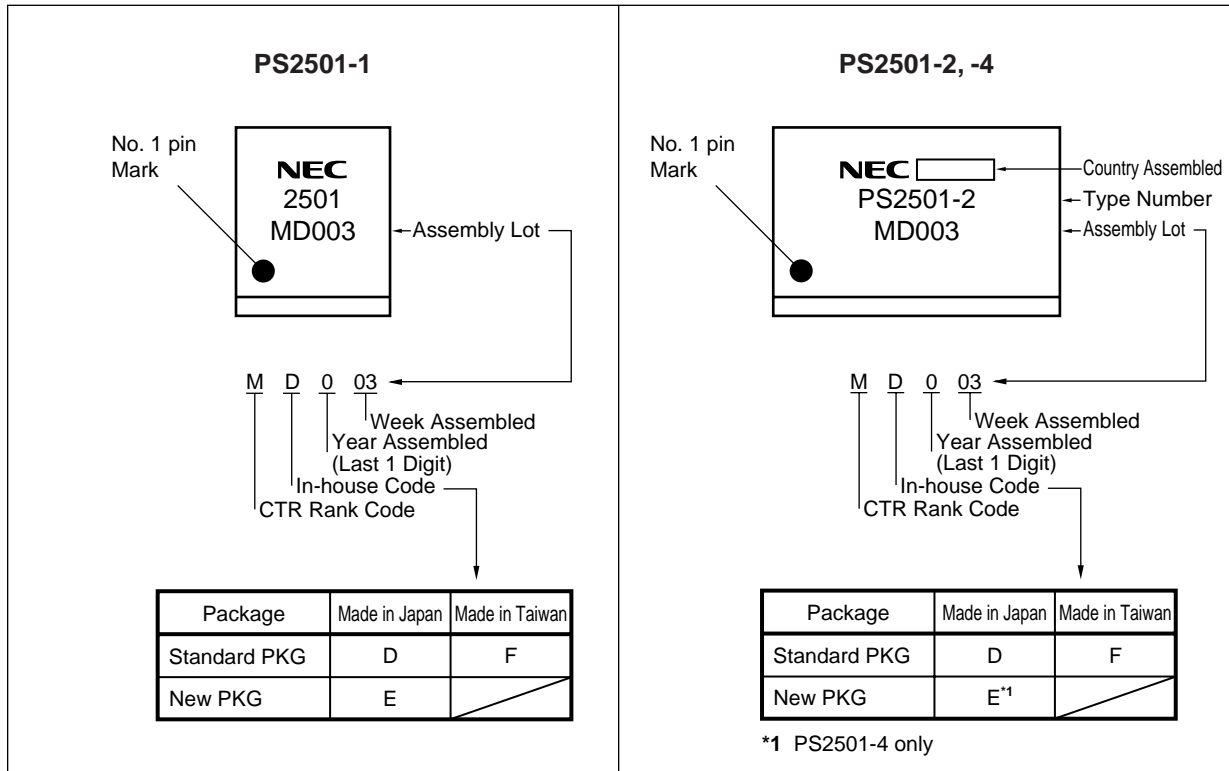 PS2501-1
No. 1 pin
Mark
NEC
2501
MD003
Assembly Lot
M D 0 03
Week Assembled
Year Assembled
(Last 1 Digit)
In-house Code
CTR Rank Code
Package Made in Japan Made in Taiwan
Standard PKG D F
New PKG E
PS2501-2, -4
No. 1 pin
Mark
NEC
Country Assembled
PS2501-2
Type Number
MD003
Assembly Lot
M D 0 03
Week Assembled
Year Assembled
(Last 1 Digit)
In-house Code
CTR Rank Code
Package Made in Japan Made in Taiwan
Standard PKG D F
New PKG E*1
*1 PS2501-4 only